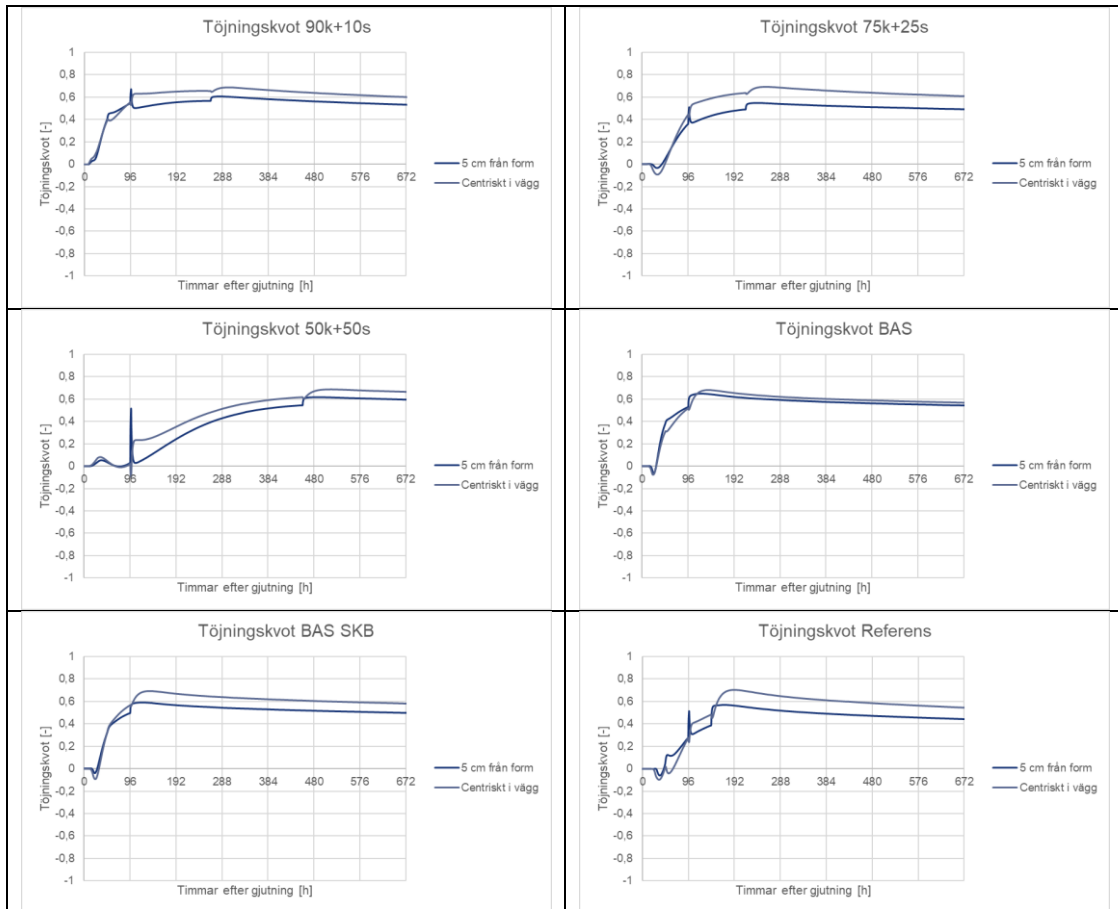 Töjningskvot 90k+10s
1
0,8
0,6
0,4
0,2
0
-0,2
-0,4
-0,6
-0,8
-1
0 96 192 288 384 480 576 672
Töjningskvot [-]
Timmar efter gjutning [h]
5 cm från form
Centriskt i vägg
Töjningskvot 75k+25s
1
0,8
0,6
0,4
0,2
0
-0,2
-0,4
-0,6
-0,8
-1
0 96 192 288 384 480 576 672
Töjningskvot [-]
Timmar efter gjutning [h]
5 cm från form
Centriskt i vägg
Töjningskvot 50k+50s
1
0,8
0,6
0,4
0,2
0
-0,2
-0,4
-0,6
-0,8
-1
0 96 192 288 384 480 576 672
Töjningskvot [-]
Timmar efter gjutning [h]
5 cm från form
Centriskt i vägg
Töjningskvot BAS
1
0,8
0,6
0,4
0,2
0
-0,2
-0,4
-0,6
-0,8
-1
0 96 192 288 384 480 576 672
Töjningskvot [-]
Timmar efter gjutning [h]
5 cm från form
Centriskt i vägg
Töjningskvot BAS SKB
1
0,8
0,6
0,4
0,2
0
-0,2
-0,4
-0,6
-0,8
-1
0 96 192 288 384 480 576 672
Töjningskvot [-]
Timmar efter gjutning [h]
5 cm från form
Centriskt i vägg
Töjningskvot Referens
1
0,8
0,6
0,4
0,2
0
-0,2
-0,4
-0,6
-0,8
-1
0 96 192 288 384 480 576 672
Töjningskvot [-]
Timmar efter gjutning [h]
5 cm från form
Centriskt i vägg